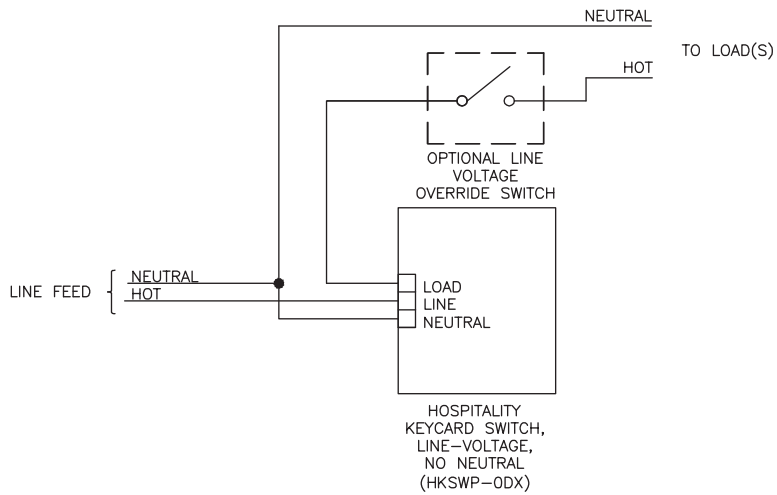 NEUTRAL
TO LOAD(S)
HOT
OPTIONAL LINE
VOLTAGE
OVERRIDE SWITCH
LINE FEED
NEUTRAL
HOT
LOAD
LINE
NEUTRAL
HOSPITALITY
KEYCARD SWITCH,
LINE-VOLTAGE,
NO NEUTRAL
(HKSWP-0DX)